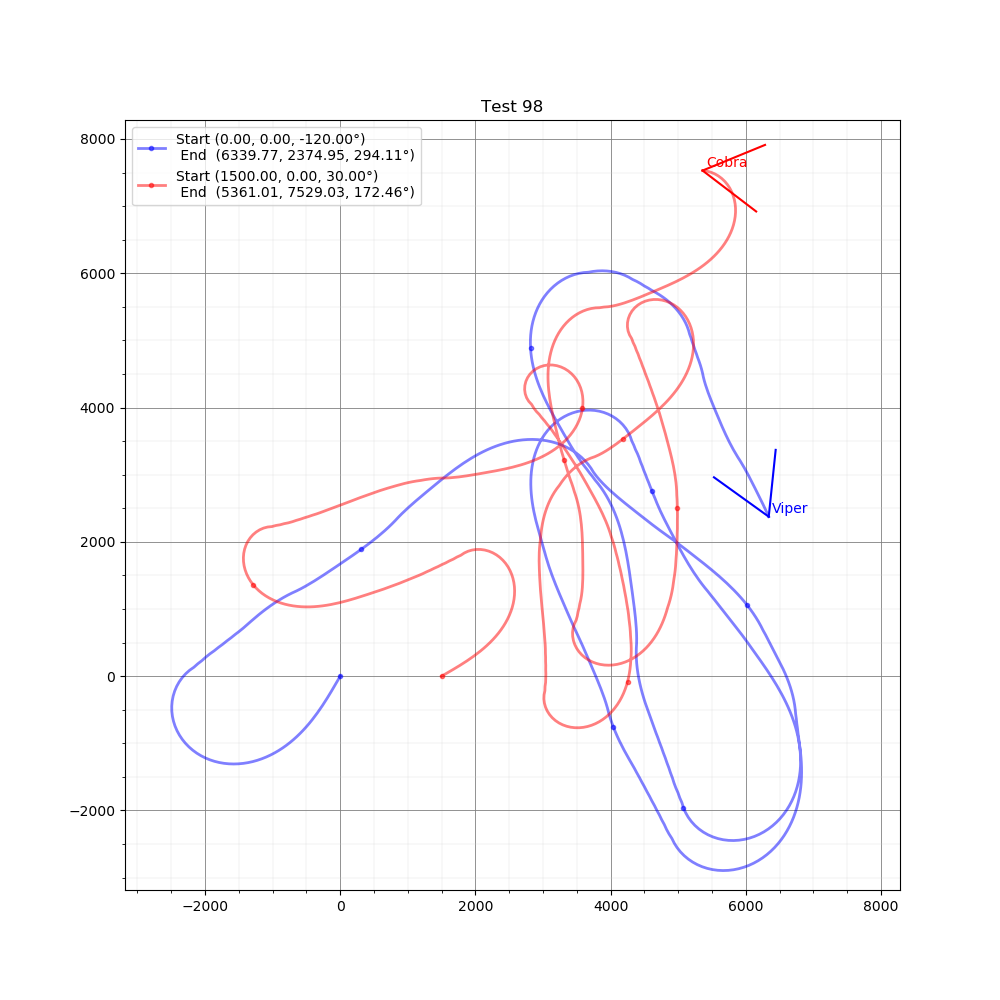 Test 98
Start (0.00, 0.00, -120.00°)
End (6339.77, 2374.95, 294.11°)
Start (1500.00, 0.00, 30.00°)
End (5361.01, 7529.03, 172.46°)
Cobra
Viper
8000
6000
4000
2000
0
−2000
−2000
0
2000
4000
6000
8000